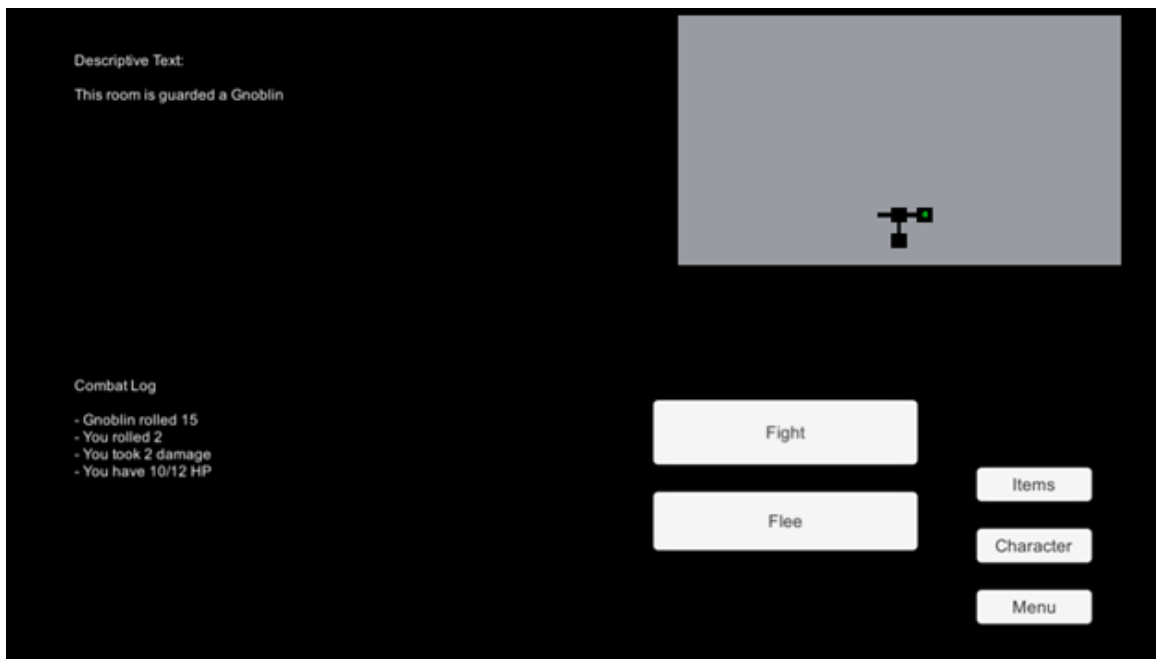 Descriptive Text:
This room is guarded a Gnoblin
Combat Log
- Gnoblin rolled 15
- You rolled 2
- You took 2 damage
- You have 10/12 HP
Fight
Flee
Items
Character
Menu